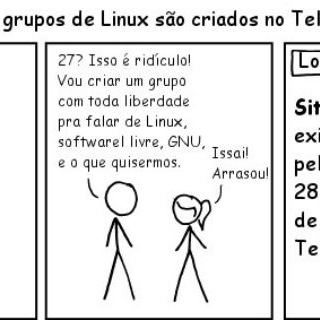 grupos de Linux são criados no Tel
27? Isso é ridículo!
Vou criar um grupo
com toda liberdade
pra falar de Linux,
softwarel livre, GNU,
e o que quisermos.
Issai!
Arrasou!
Lo
Sit
exi
pel
28
de
Te